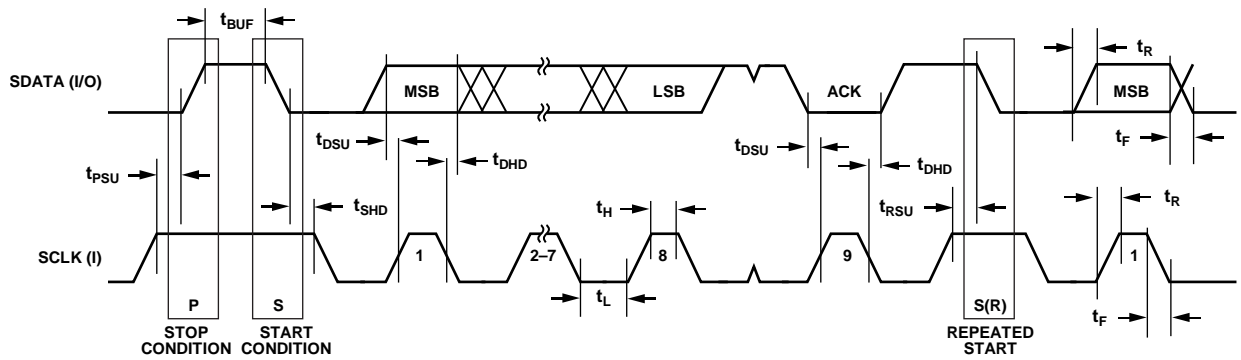 tBUF
tR
SDATA (I/O)
MSB
LSB
ACK
MSB
tDSU
tDHD
tDSU
tDHD
tF
tPSU
tSHD
tH
tRSU
tR
SCLK (I)
1
2–7
8
9
1
P
S
tL
S(R)
tF
STOP
CONDITION
START
CONDITION
REPEATED
START